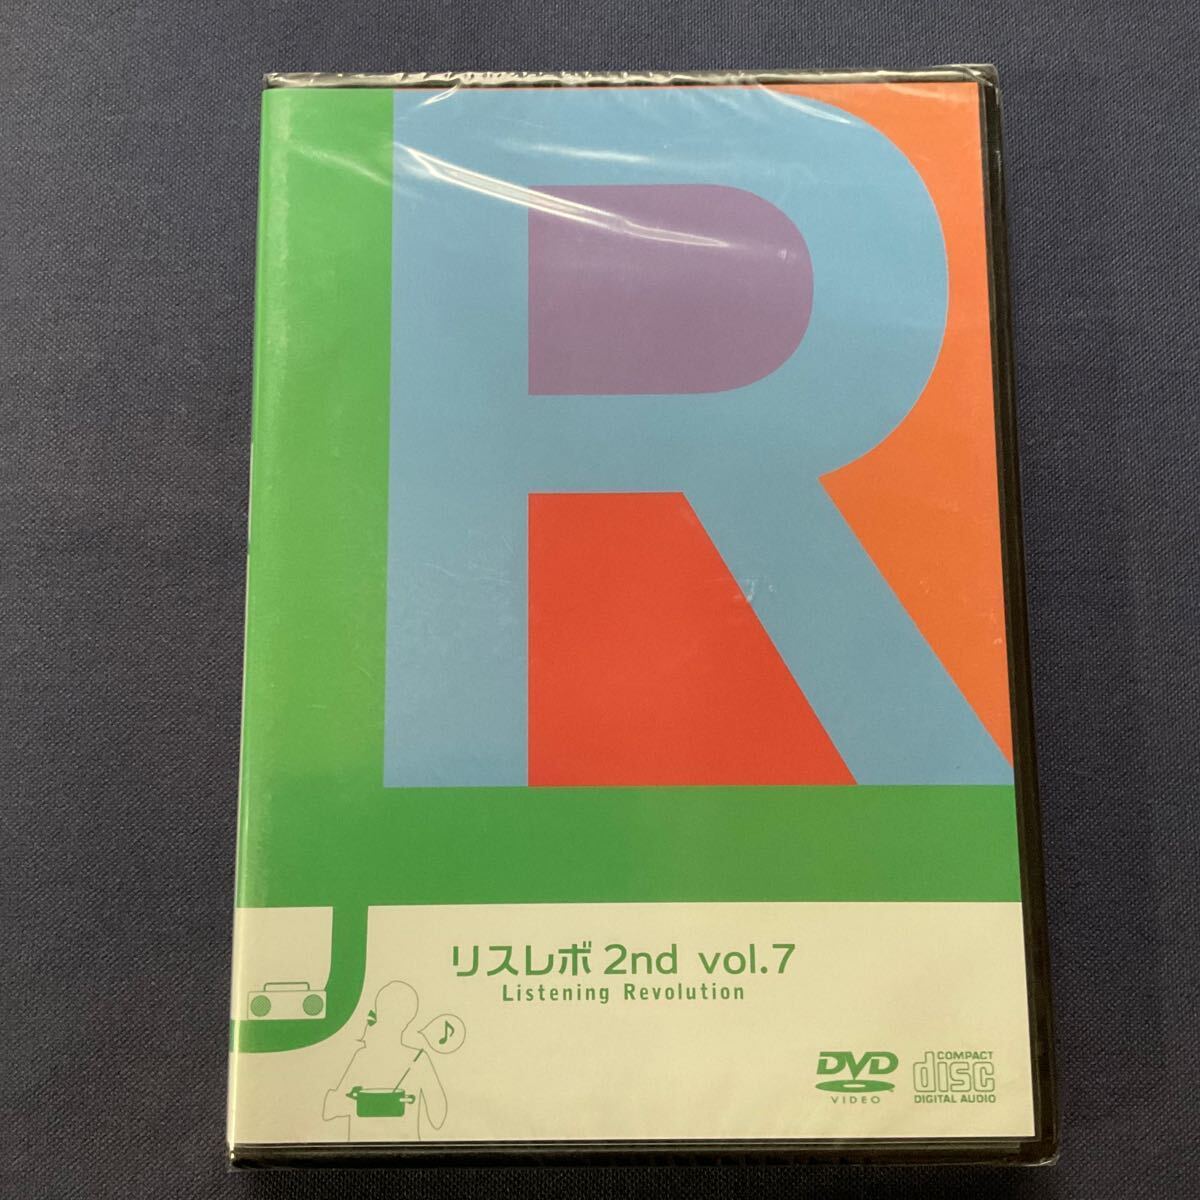 R
リスレボ 2nd vol.7
Listening Revolution
DVD
VIDEO
COMPACT
disc
DIGITAL AUDIO